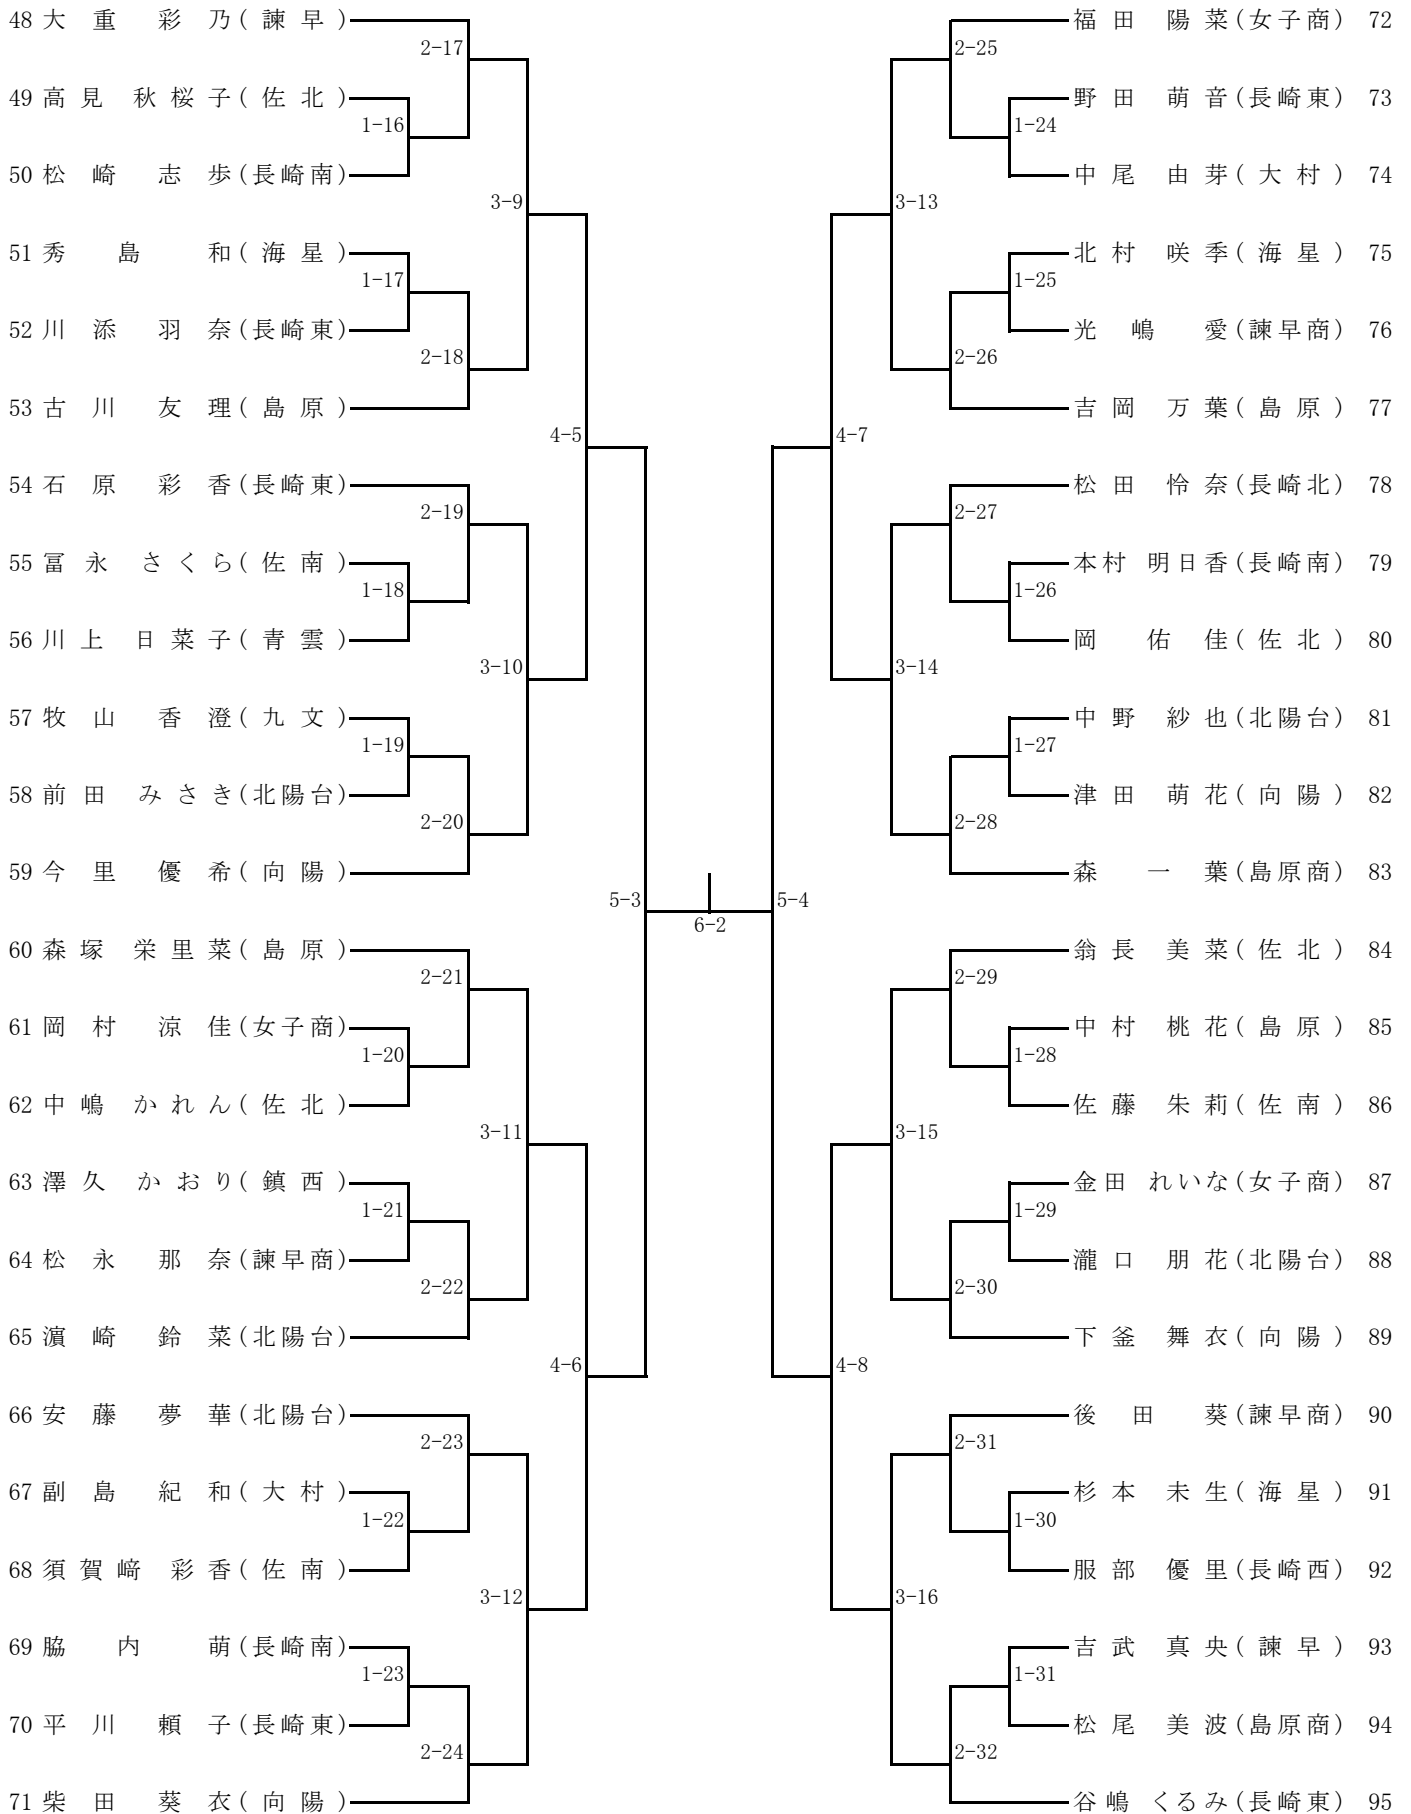 48 大重 彩乃(諫早)
2-17
49 高見 秋桜子(佐北)
1-16
50 松崎 志歩(長崎南)
3-9
51 秀島 和(海星)
1-17
52 川添 羽奈(長崎東)
2-18
53 古川 友理(島原)
4-5
54 石原 彩香(長崎東)
2-19
55 冨永 さくら(佐南)
1-18
56 川上 日菜子(青雲)
3-10
57 牧山 香澄(九文)
1-19
58 前田 みさき(北陽台)
2-20
59 今里 優希(向陽)
5-3
60 森塚 栄里菜(島原)
2-21
61 岡村 涼佳(女子商)
1-20
62 中嶋 かれん(佐北)
3-11
63 澤久 かおり(鎮西)
1-21
64 松永 那奈(諫早商)
2-22
65 濵崎 鈴菜(北陽台)
4-6
66 安藤 夢華(北陽台)
2-23
67 副島 紀和(大村)
1-22
68 須賀﨑 彩香(佐南)
3-12
69 脇内 萌(長崎南)
1-23
70 平川 頼子(長崎東)
2-24
71 柴田 葵衣(向陽)
6-2
福田 陽菜(女子商) 72
2-25
野田 萌音(長崎東) 73
1-24
中尾 由芽(大村) 74
3-13
北村 咲季(海星) 75
1-25
光嶋 愛(諫早商) 76
2-26
吉岡 万葉(島原) 77
4-7
松田 怜奈(長崎北) 78
2-27
本村 明日香(長崎南) 79
1-26
岡 佑佳(佐北) 80
3-14
中野 紗也(北陽台) 81
1-27
津田 萌花(向陽) 82
2-28
森 一葉(島原商) 83
5-4
翁長 美菜(佐北) 84
2-29
中村 桃花(島原) 85
1-28
佐藤 朱莉(佐南) 86
3-15
金田 れいな(女子商) 87
1-29
瀧口 朋花(北陽台) 88
2-30
下釜 舞衣(向陽) 89
4-8
後田 葵(諫早商) 90
2-31
杉本 未生(海星) 91
1-30
服部 優里(長崎西) 92
3-16
吉武 真央(諫早) 93
1-31
松尾 美波(島原商) 94
2-32
谷嶋 くるみ(長崎東) 95